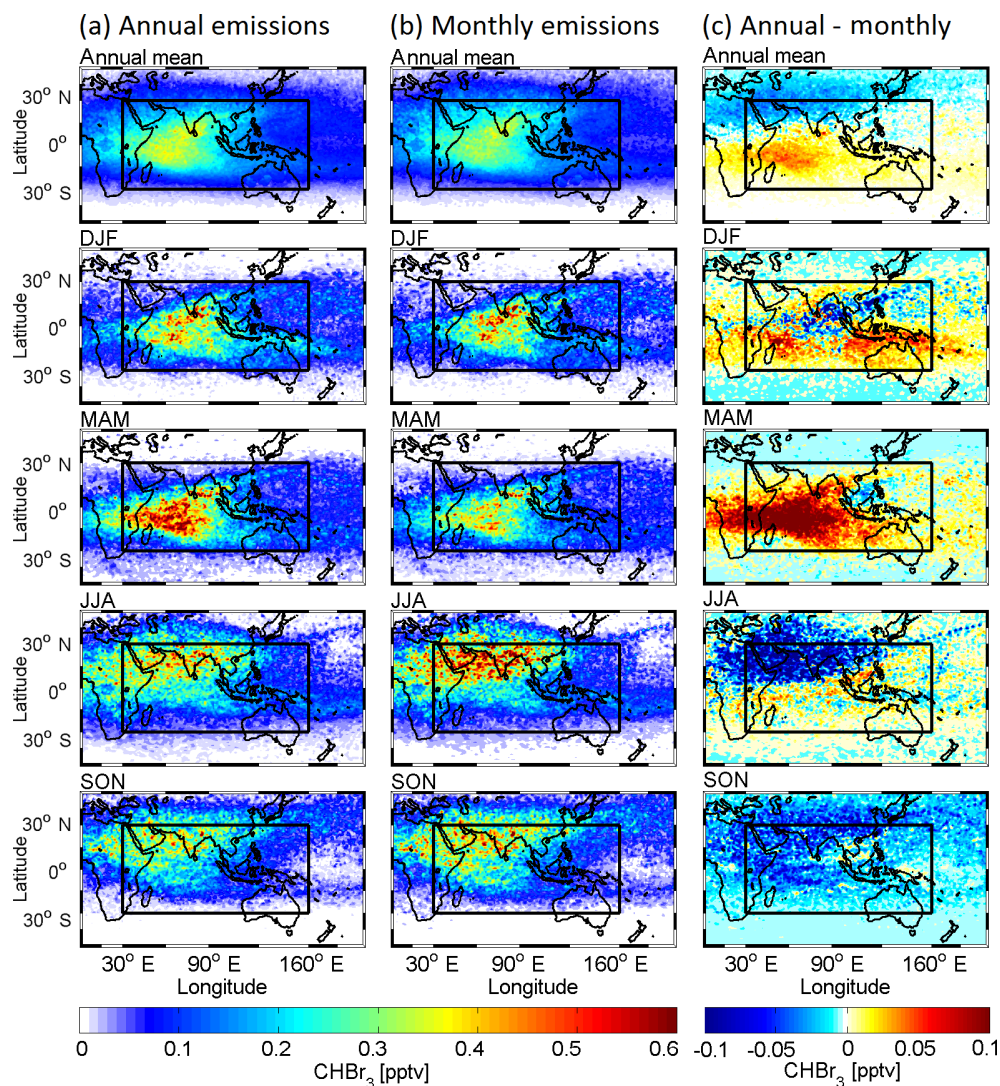 (a) Annual emissions (b) Monthly emissions (c) Annual - monthly
Annual mean Annual mean Annual mean
30° N
Latitude
0°
30° S
DJF DJF DJF
30° N
Latitude
0°
30° S
MAM MAM MAM
30° N
Latitude
0°
30° S
JJA JJA JJA
30° N
Latitude
0°
30° S
SON SON SON
30° N
Latitude
0°
30° S
30° E 90° E 160° E 30° E 90° E 160° E 30° E 90° E 160° E
Longitude Longitude Longitude
0 0.1 0.2 0.3 0.4 0.5 0.6 -0.1 -0.05 0 0.05 0.1
CHBr₃ [pptv] CHBr₃ [pptv]